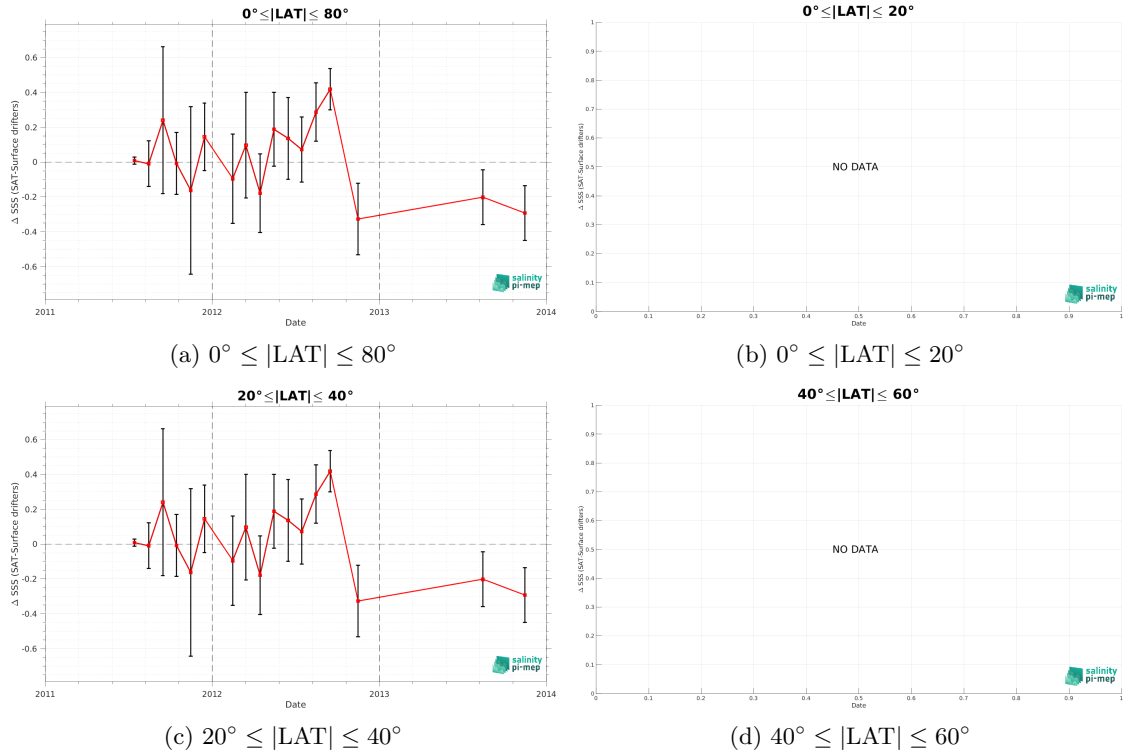 0°≤|LAT|≤ 80°
Δ SSS (SAT-Surface drifters)
0.6
0.4
0.2
0
-0.2
-0.4
-0.6
2011
2012
2013
2014
Date
salinity
pi-mep
(a) 0° ≤ |LAT| ≤ 80°
0°≤|LAT|≤ 20°
Δ SSS (SAT-Surface drifters)
1
0.9
0.8
0.7
0.6
0.5
0.4
0.3
0.2
0.1
0
NO DATA
0
0.1
0.2
0.3
0.4
0.5
0.6
0.7
0.8
0.9
1
Date
salinity
pi-mep
(b) 0° ≤ |LAT| ≤ 20°
20°≤|LAT|≤ 40°
Δ SSS (SAT-Surface drifters)
0.6
0.4
0.2
0
-0.2
-0.4
-0.6
2011
2012
2013
2014
Date
salinity
pi-mep
(c) 20° ≤ |LAT| ≤ 40°
40°≤|LAT|≤ 60°
Δ SSS (SAT-Surface drifters)
1
0.9
0.8
0.7
0.6
0.5
0.4
0.3
0.2
0.1
0
NO DATA
0
0.1
0.2
0.3
0.4
0.5
0.6
0.7
0.8
0.9
1
Date
salinity
pi-mep
(d) 40° ≤ |LAT| ≤ 60°